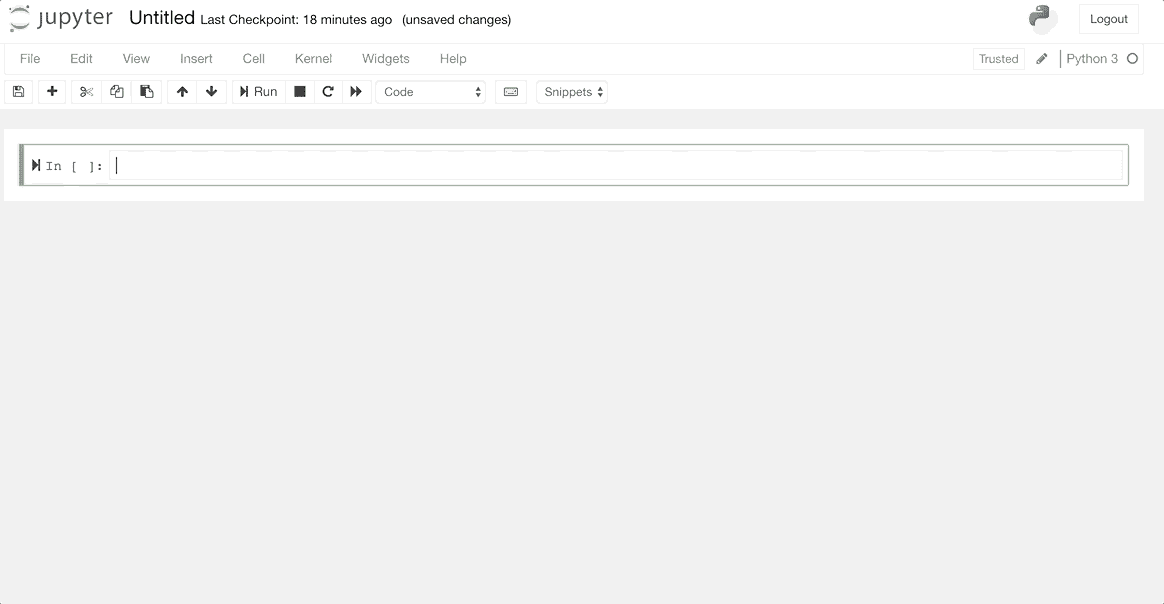 jupyter Untitled Last Checkpoint: 18 minutes ago (unsaved changes) Logout
File Edit View Insert Cell Kernel Widgets Help Trusted Python 3
Run Code Snippets
In [ ]: